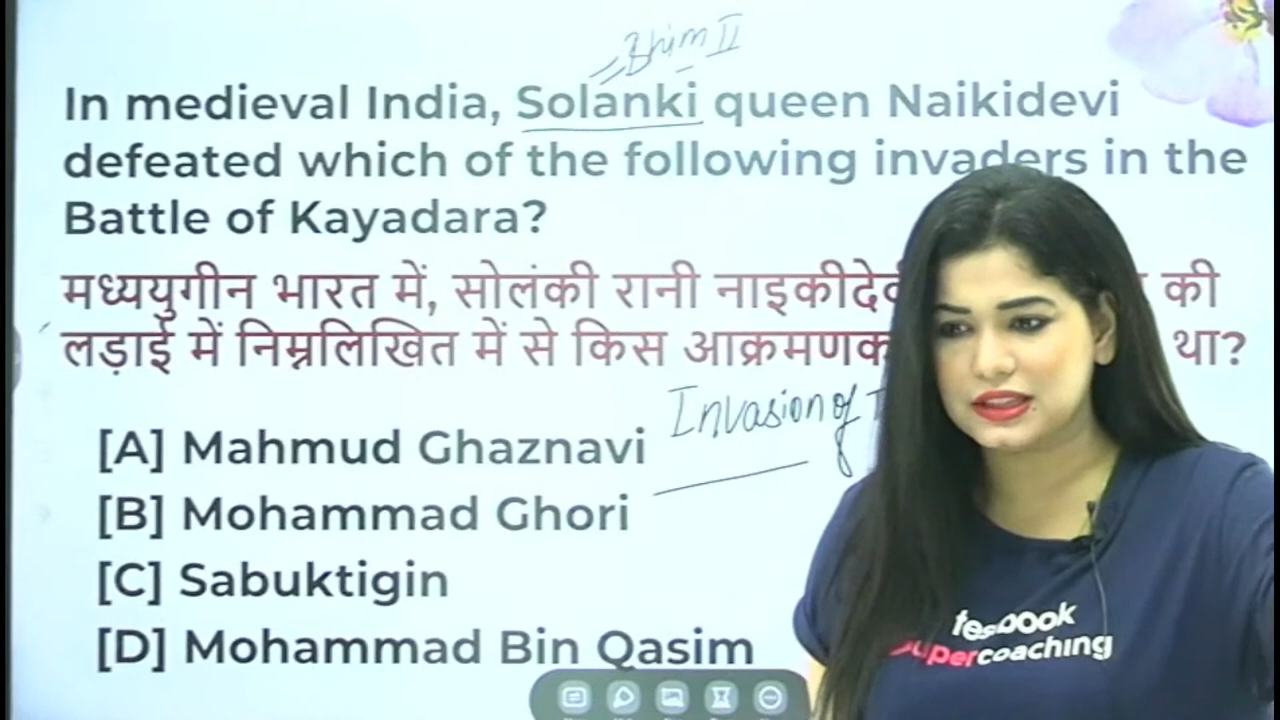 Bhim II
In medieval India, Solanki queen Naikidevi
defeated which of the following invaders in the
Battle of Kayadara?
मध्ययुगीन भारत में, सोलंकी रानी नाइकीदे की
लड़ाई में निम्नलिखित में से किस आक्रमणक था?
Invasion of
[A] Mahmud Ghaznavi
[B] Mohammad Ghori
[C] Sabuktigin
[D] Mohammad Bin Qasim
testbook
supercoaching